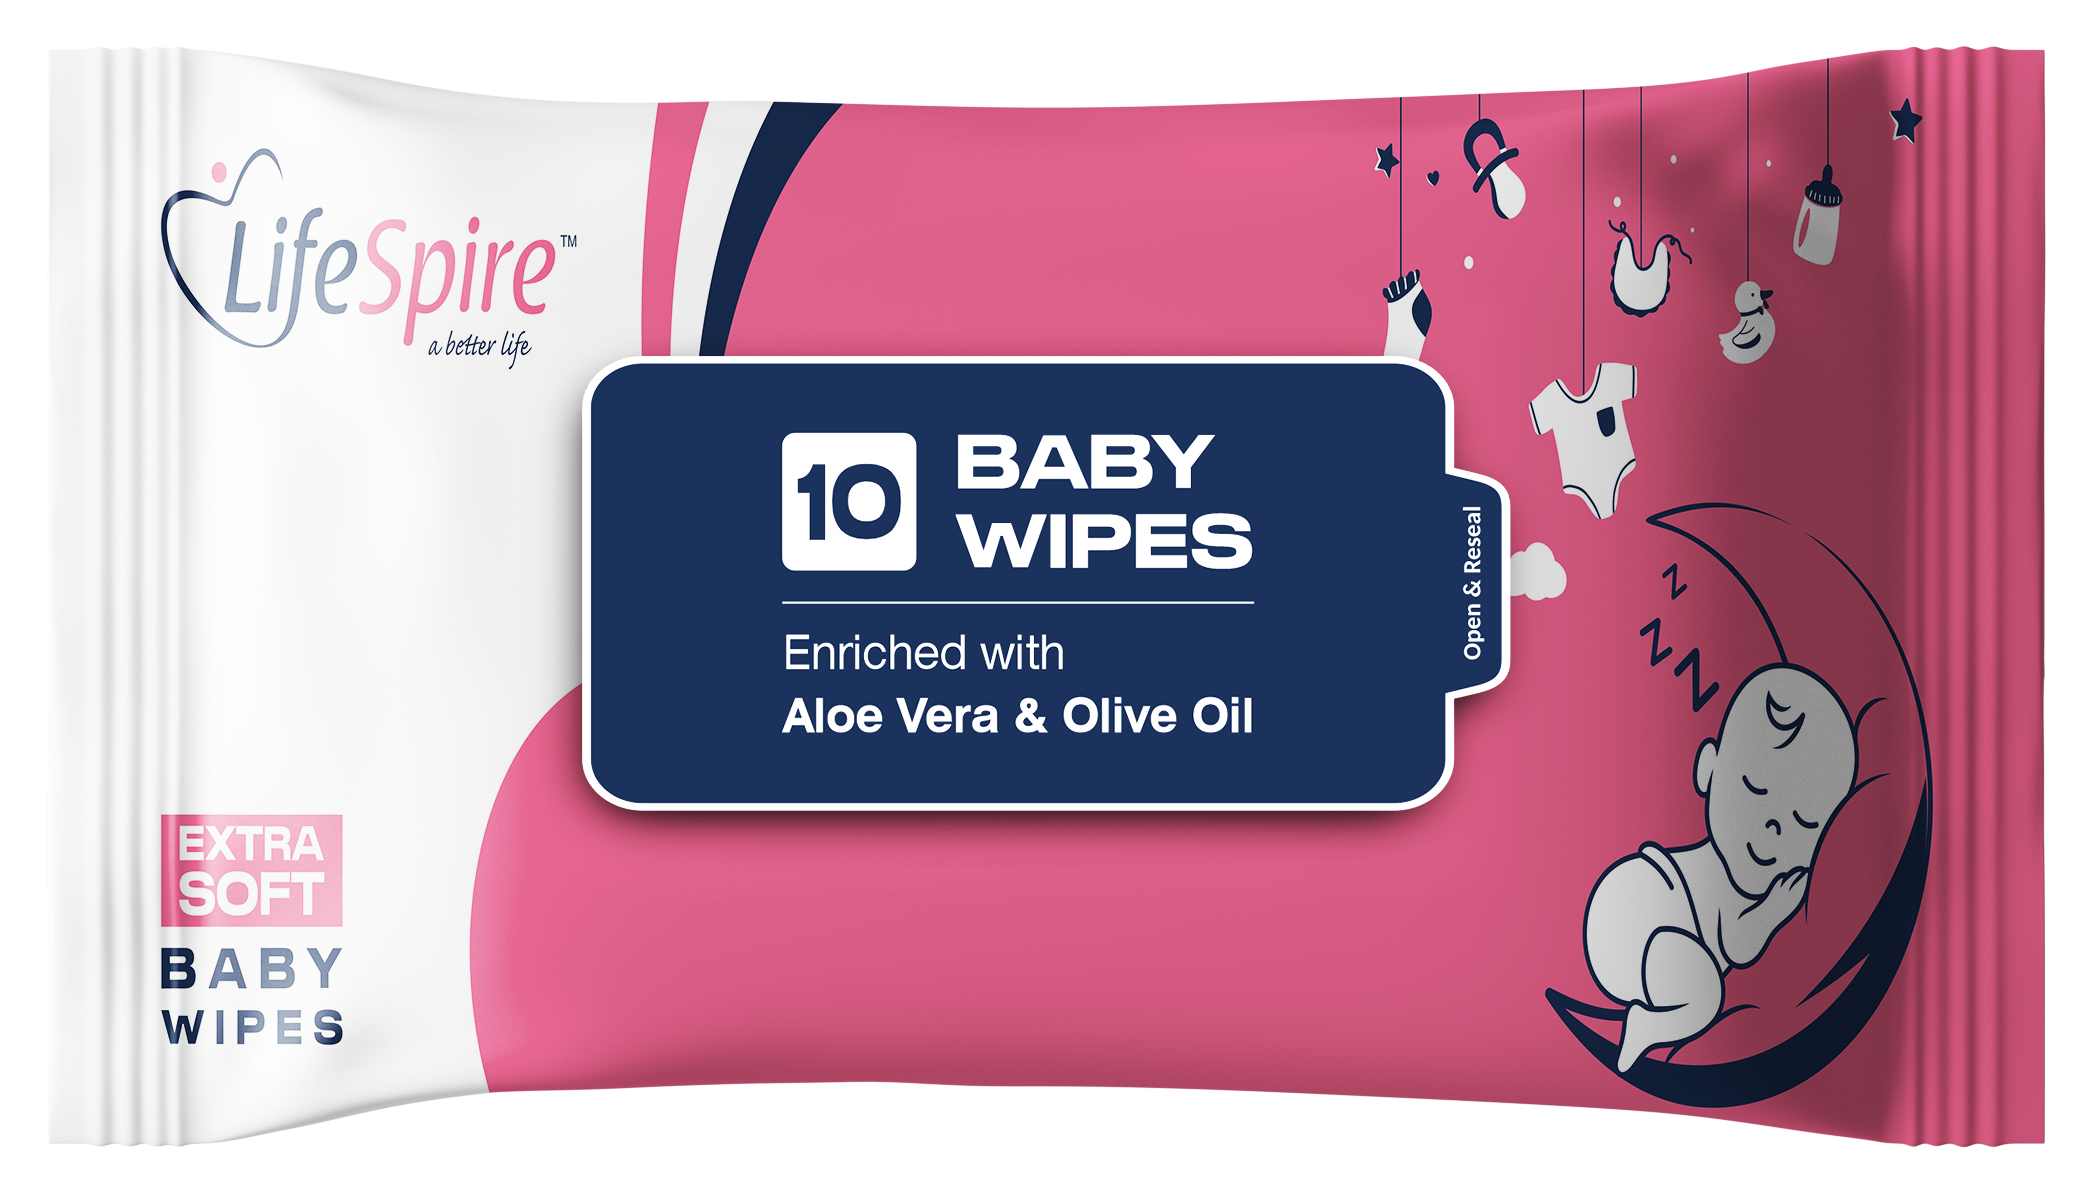 LifeSpire™
a better life
10 BABY
WIPES
Enriched with
Aloe Vera & Olive Oil
Open & Reseal
z
z
z
EXTRA
SOFT
BABY
WIPES